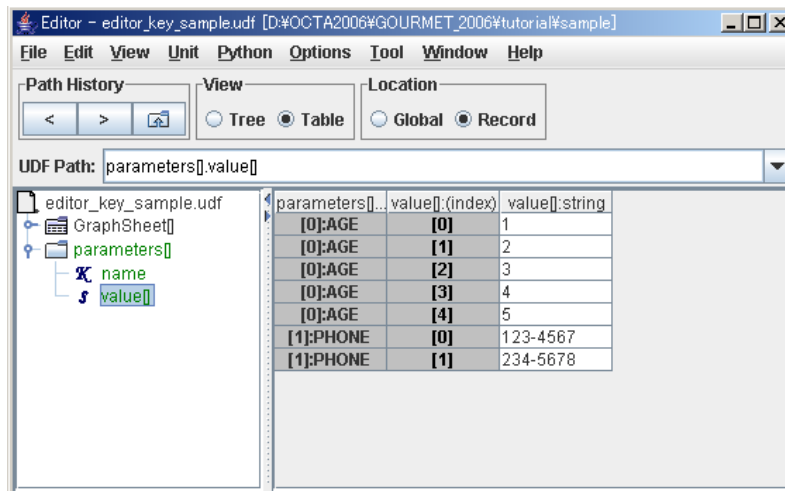 Editor - editor_key_sample.udf [D:¥OCTA2006¥GOURMET_2006¥tutorial¥sample]
File Edit View Unit Python Options Tool Window Help
Path History View Location
< > Tree Table Global Record
UDF Path: parameters[].value[]
editor_key_sample.udf
GraphSheet[]
parameters[]
K name
s value[]
parameters[]... value[]:(index) value[]:string
[0]:AGE [0] 1
[0]:AGE [1] 2
[0]:AGE [2] 3
[0]:AGE [3] 4
[0]:AGE [4] 5
[1]:PHONE [0] 123-4567
[1]:PHONE [1] 234-5678